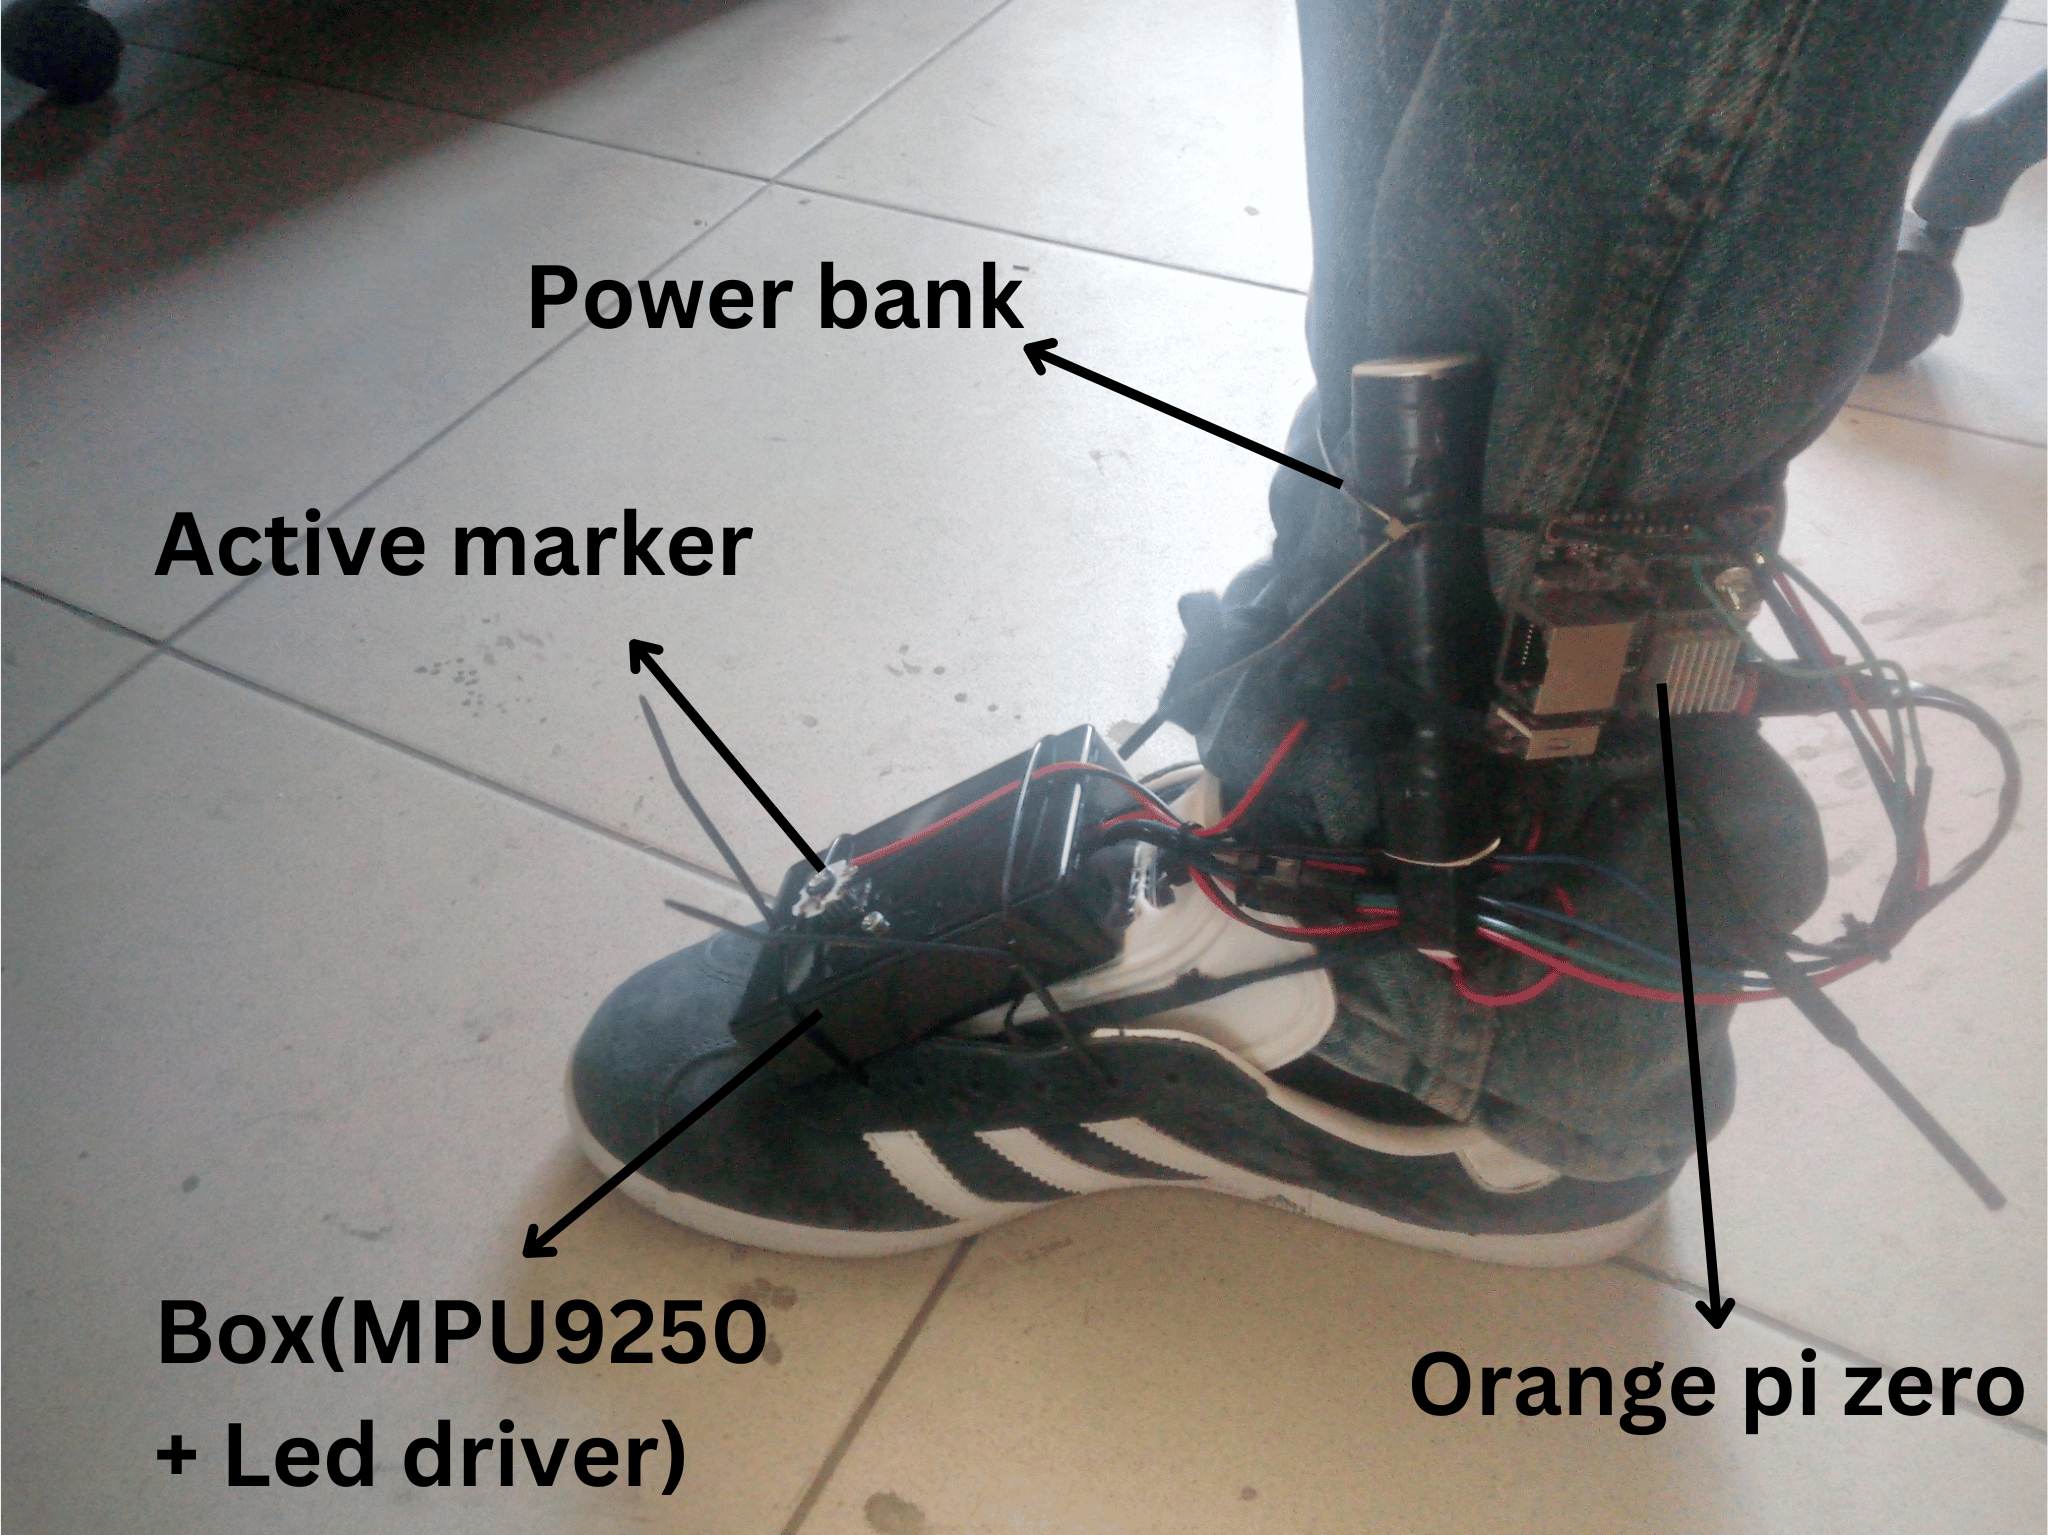 Power bank
Active marker
Box(MPU9250
+ Led driver)
Orange pi zero